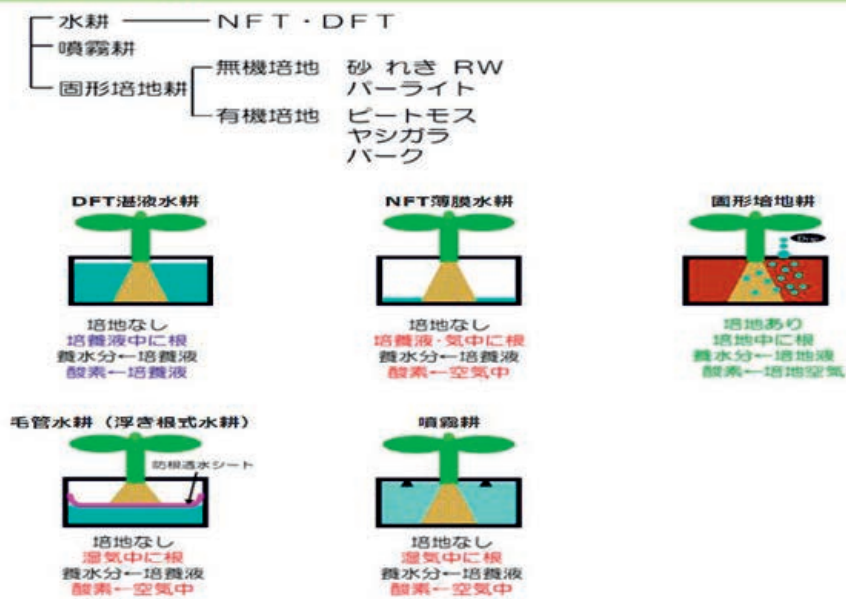 水耕 NFT・DFT
噴霧耕
固形培地耕
無機培地 砂 れき RW
パーライト
有機培地 ピートモス
ヤシガラ
バーク
DFT湛液水耕
培地なし
培養液中に根
養水分←培養液
酸素←培養液
NFT薄膜水耕
培地なし
培養液・気中に根
養水分←培養液
酸素←空気中
固形培地耕
Drip
培地あり
培地中に根
養水分←培地液
酸素←培地空気
毛管水耕（浮き根式水耕）
防根透水シート
培地なし
湿気中に根
養水分←培養液
酸素←空気中
噴霧耕
培地なし
湿気中に根
養水分←培養液
酸素←空気中